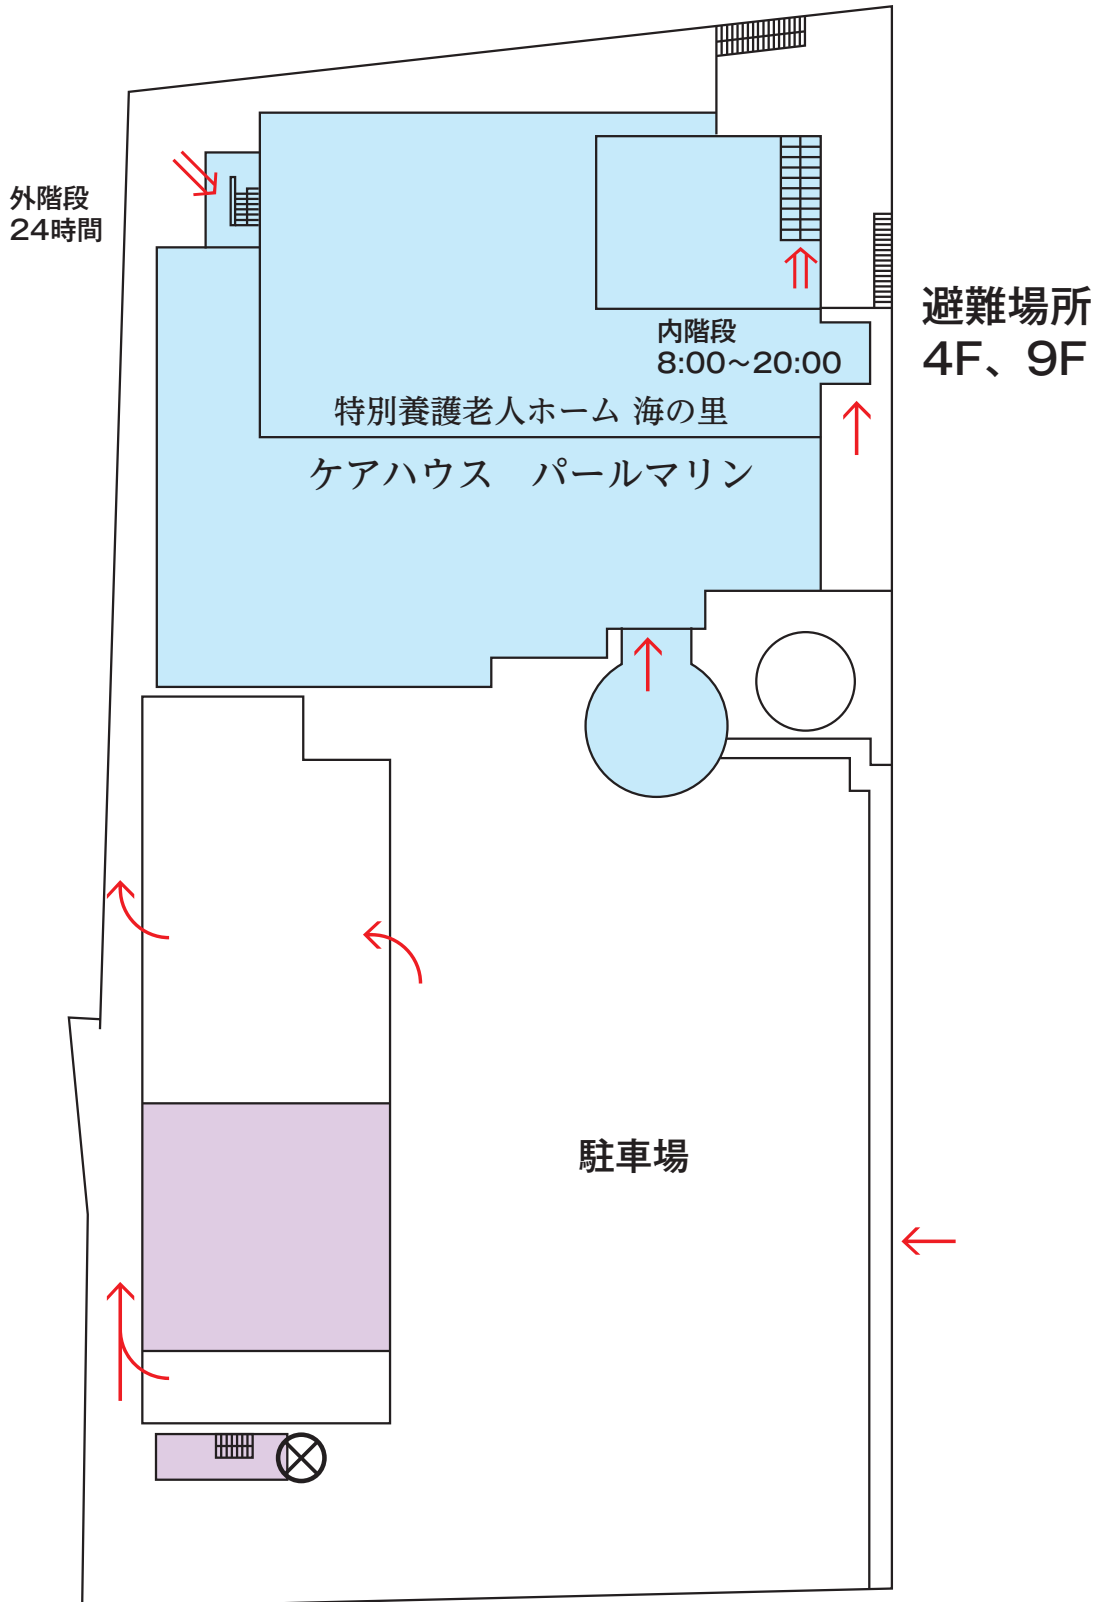 外階段
24時間
避難場所
4F、9F
内階段
8:00〜20:00
特別養護老人ホーム 海の里
ケアハウス　パールマリン
駐車場